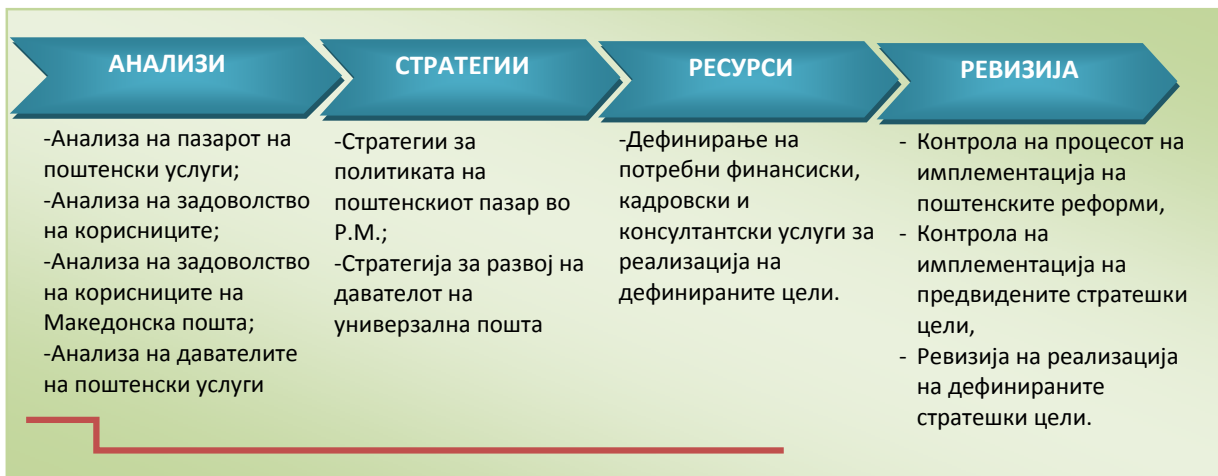 АНАЛИЗИ
-Анализа на пазарот на
поштенски услуги;
-Анализа на задоволство
на корисниците;
-Анализа на задоволство
на корисниците на
Македонска пошта;
-Анализа на давателите
на поштенски услуги
СТРАТЕГИИ
-Стратегии за
политиката на
поштенскиот пазар во
Р.М.;
-Стратегија за развој на
давателот на
универзална пошта
РЕСУРСИ
-Дефинирање на
потребни финансиски,
кадровски и
консултантски услуги за
реализација на
дефинираните цели.
РЕВИЗИЈА
- Контрола на процесот на
имплементација на
поштенските реформи,
- Контрола на
имплементација на
предвидените стратешки
цели,
- Ревизија на реализација
на дефинираните
стратешки цели.